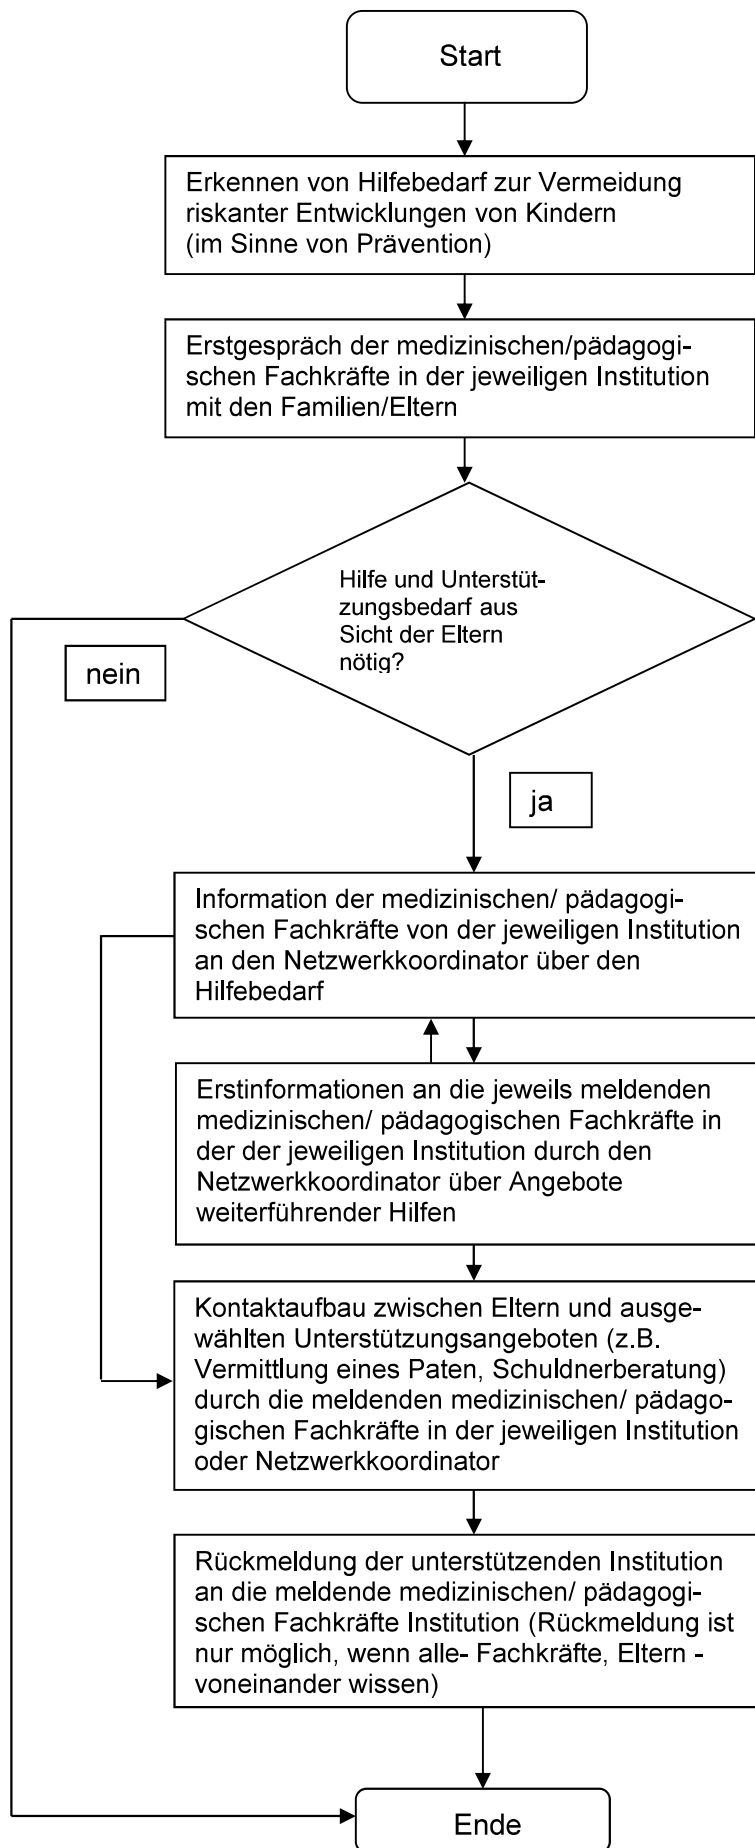 Start
Erkennen von Hilfebedarf zur Vermeidung
riskanter Entwicklungen von Kindern
(im Sinne von Prävention)
Erstgespräch der medizinischen/pädagogi-
schen Fachkräfte in der jeweiligen Institution
mit den Familien/Eltern
Hilfe und Unterstüt-
zungsbedarf aus
Sicht der Eltern
nötig?
nein
ja
Information der medizinischen/ pädagogi-
schen Fachkräfte von der jeweiligen Institution
an den Netzwerkkoordinator über den
Hilfebedarf
Erstinformationen an die jeweils meldenden
medizinischen/ pädagogischen Fachkräfte in
der der jeweiligen Institution durch den
Netzwerkkoordinator über Angebote
weiterführender Hilfen
Kontaktaufbau zwischen Eltern und ausge-
wählten Unterstützungsangeboten (z.B.
Vermittlung eines Paten, Schuldnerberatung)
durch die meldenden medizinischen/ pädago-
gischen Fachkräfte in der jeweiligen Institution
oder Netzwerkkoordinator
Rückmeldung der unterstützenden Institution
an die meldende medizinischen/ pädagogi-
schen Fachkräfte Institution (Rückmeldung ist
nur möglich, wenn alle- Fachkräfte, Eltern -
voneinander wissen)
Ende